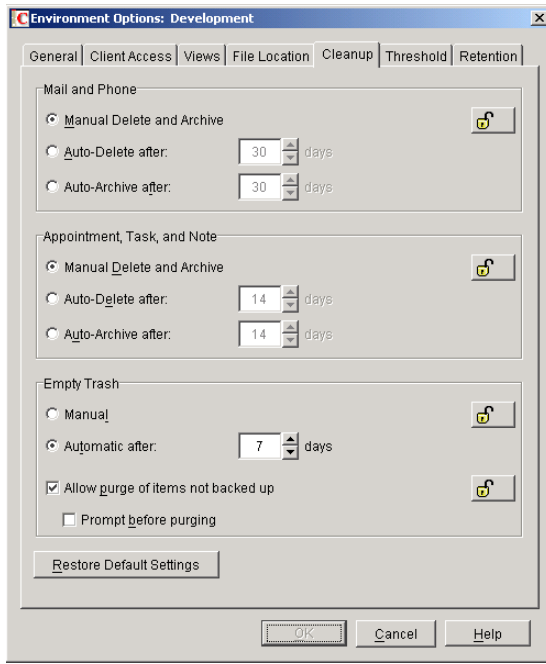 Environment Options: Development
General Client Access Views File Location Cleanup Threshold Retention
Mail and Phone
Manual Delete and Archive
Auto-Delete after: 30 days
Auto-Archive after: 30 days
Appointment, Task, and Note
Manual Delete and Archive
Auto-Delete after: 14 days
Auto-Archive after: 14 days
Empty Trash
Manual
Automatic after: 7 days
Allow purge of items not backed up
Prompt before purging
Restore Default Settings
OK Cancel Help